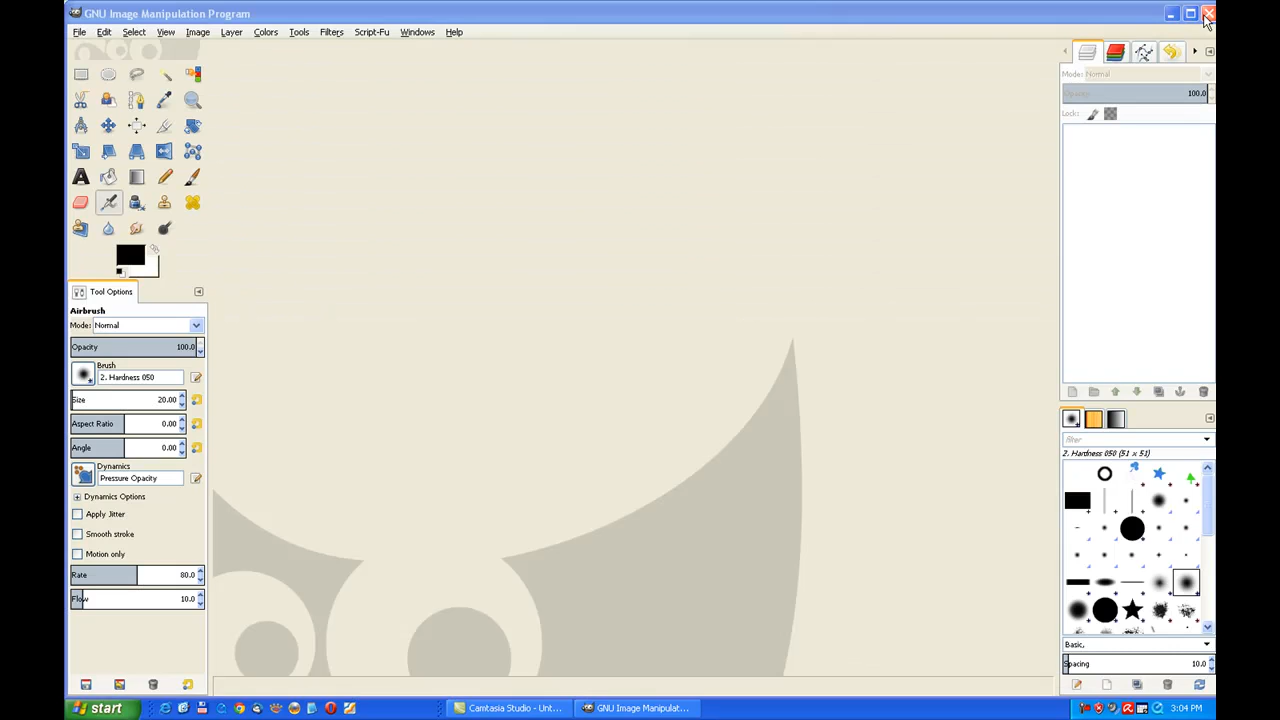 GNU Image Manipulation Program
File Edit Select View Image Layer Colors Tools Filters Script-Fu Windows Help
Mode: Normal
100.0
Lock:
Tool Options
Airbrush
Mode: Normal
Opacity 100.0
Brush
2. Hardness 050
Size 20.00
Aspect Ratio 0.00
Angle 0.00
Dynamics
Pressure Opacity
Dynamics Options
Apply Jitter
Smooth stroke
Motion only
Rate 80.0
Flow 10.0
filter
2. Hardness 050 (51 × 51)
Basic,
Spacing 10.0
start
Camtasia Studio - Unt...
GNU Image Manipulat...
3:04 PM